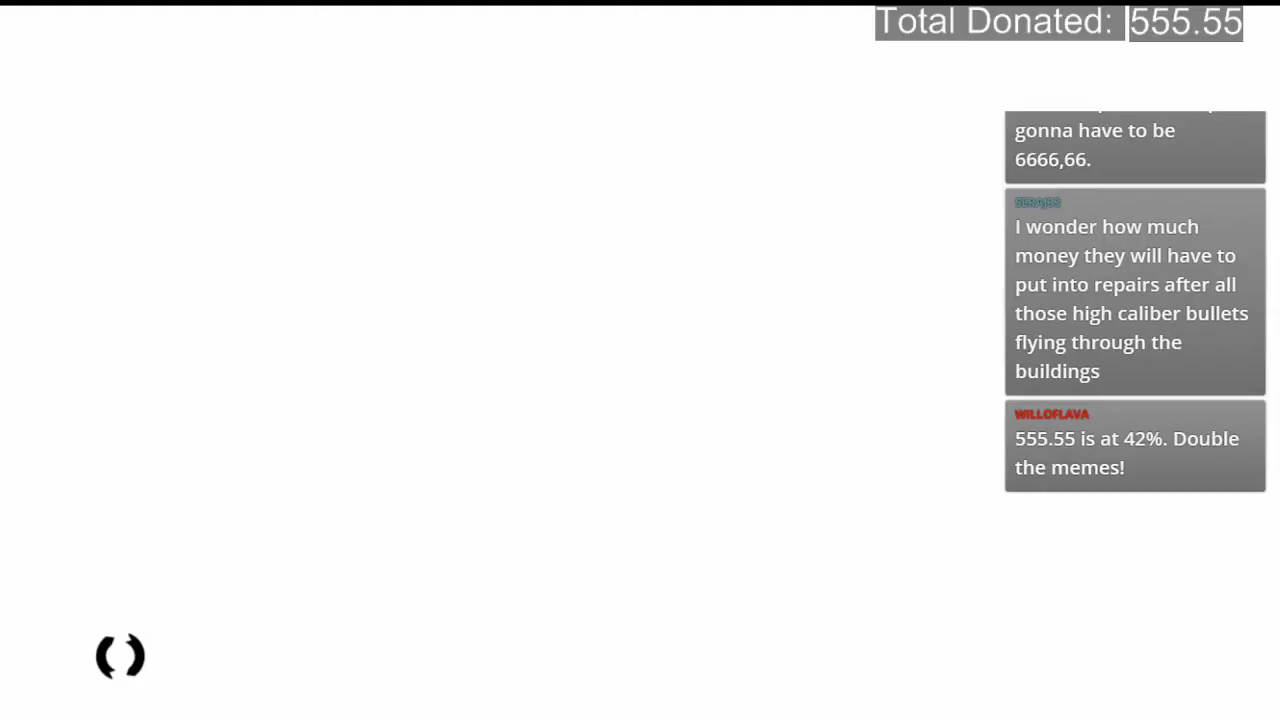 Total Donated: 555.55
gonna have to be
6666,66.
SERAJSS
I wonder how much
money they will have to
put into repairs after all
those high caliber bullets
flying through the
buildings
WILLOFLAVA
555.55 is at 42%. Double
the memes!